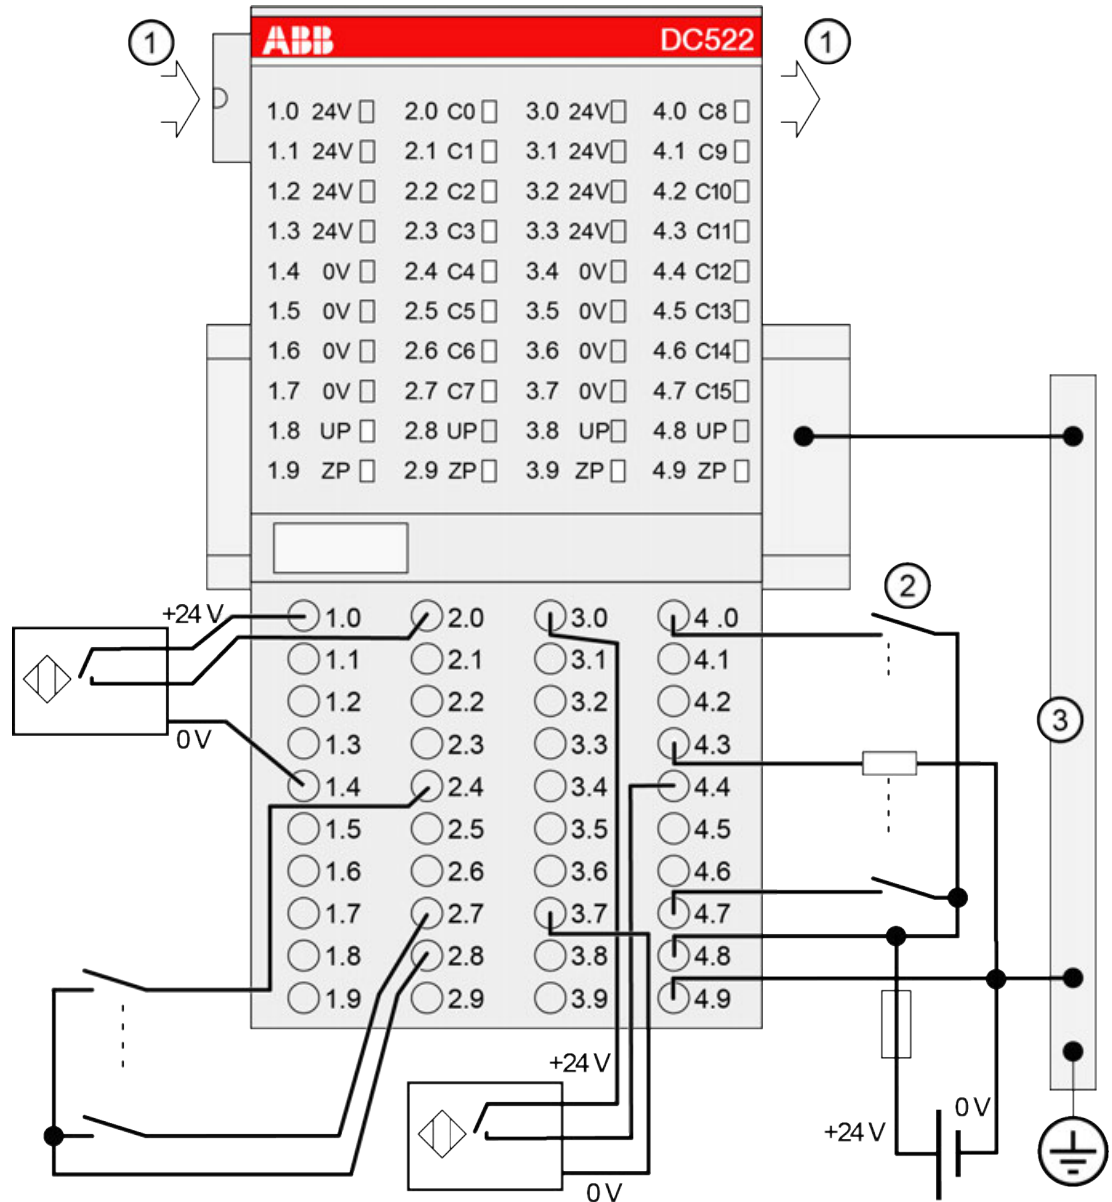 1 1
ABB DC522
1.0 24V 2.0 C0 3.0 24V 4.0 C8
1.1 24V 2.1 C1 3.1 24V 4.1 C9
1.2 24V 2.2 C2 3.2 24V 4.2 C10
1.3 24V 2.3 C3 3.3 24V 4.3 C11
1.4 0V 2.4 C4 3.4 0V 4.4 C12
1.5 0V 2.5 C5 3.5 0V 4.5 C13
1.6 0V 2.6 C6 3.6 0V 4.6 C14
1.7 0V 2.7 C7 3.7 0V 4.7 C15
1.8 UP 2.8 UP 3.8 UP 4.8 UP
1.9 ZP 2.9 ZP 3.9 ZP 4.9 ZP
2
+24 V 1.0 2.0 3.0 4 .0
1.1 2.1 3.1 4.1
1.2 2.2 3.2 4.2
3
0 V 1.3 2.3 3.3 4.3
1.4 2.4 3.4 4.4
1.5 2.5 3.5 4.5
1.6 2.6 3.6 4.6
1.7 2.7 3.7 4.7
1.8 2.8 3.8 4.8
1.9 2.9 3.9 4.9
+24 V
0 V
+24 V
0 V